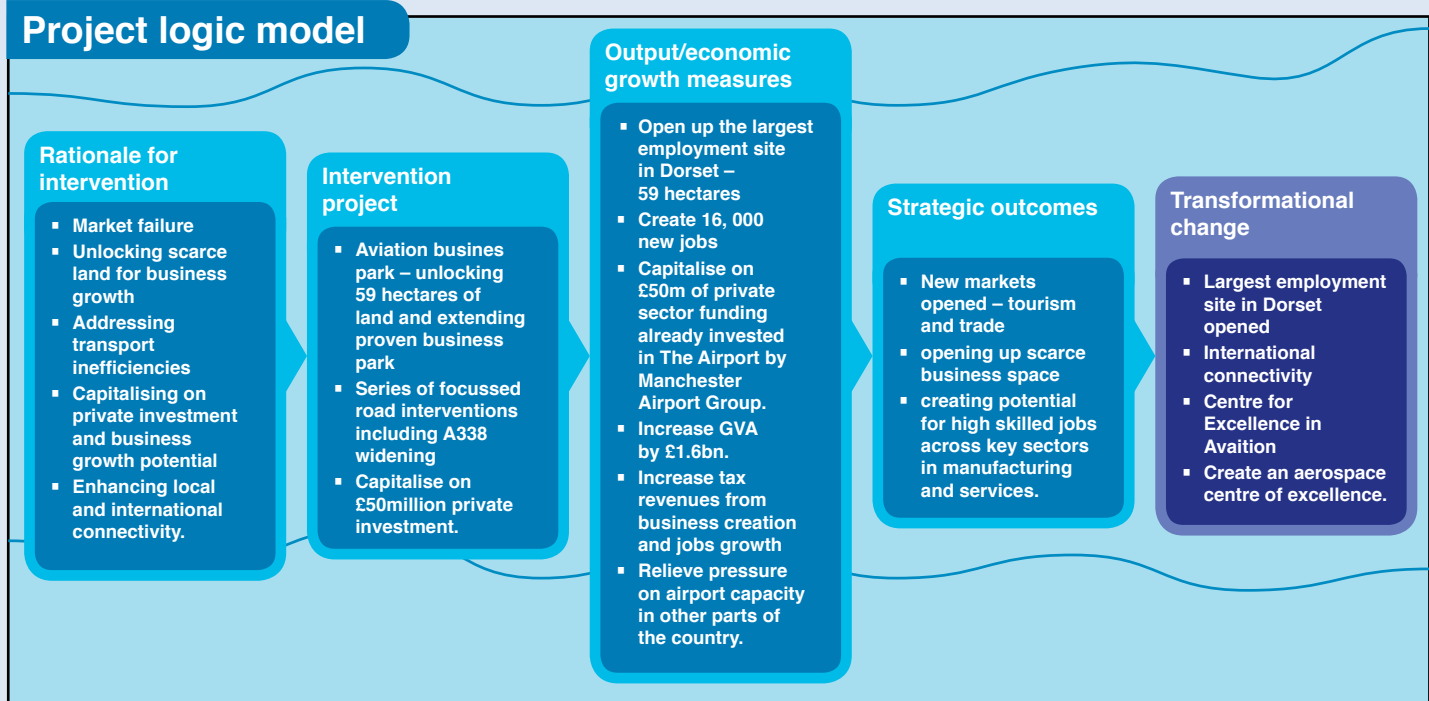 Project logic model
Rationale for
intervention
▪ Market failure
▪ Unlocking scarce
land for business
growth
▪ Addressing
transport
inefficiencies
▪ Capitalising on
private investment
and business
growth potential
▪ Enhancing local
and international
connectivity.
Intervention
project
▪ Aviation busines
park – unlocking
59 hectares of
land and extending
proven business
park
▪ Series of focussed
road interventions
including A338
widening
▪ Capitalise on
£50million private
investment.
Output/economic
growth measures
▪ Open up the largest
employment site
in Dorset –
59 hectares
▪ Create 16, 000
new jobs
▪ Capitalise on
£50m of private
sector funding
already invested
in The Airport by
Manchester
Airport Group.
▪ Increase GVA
by £1.6bn.
▪ Increase tax
revenues from
business creation
and jobs growth
▪ Relieve pressure
on airport capacity
in other parts of
the country.
Strategic outcomes
▪ New markets
opened – tourism
and trade
▪ opening up scarce
business space
▪ creating potential
for high skilled jobs
across key sectors
in manufacturing
and services.
Transformational
change
▪ Largest employment
site in Dorset
opened
▪ International
connectivity
▪ Centre for
Excellence in
Avaition
▪ Create an aerospace
centre of excellence.